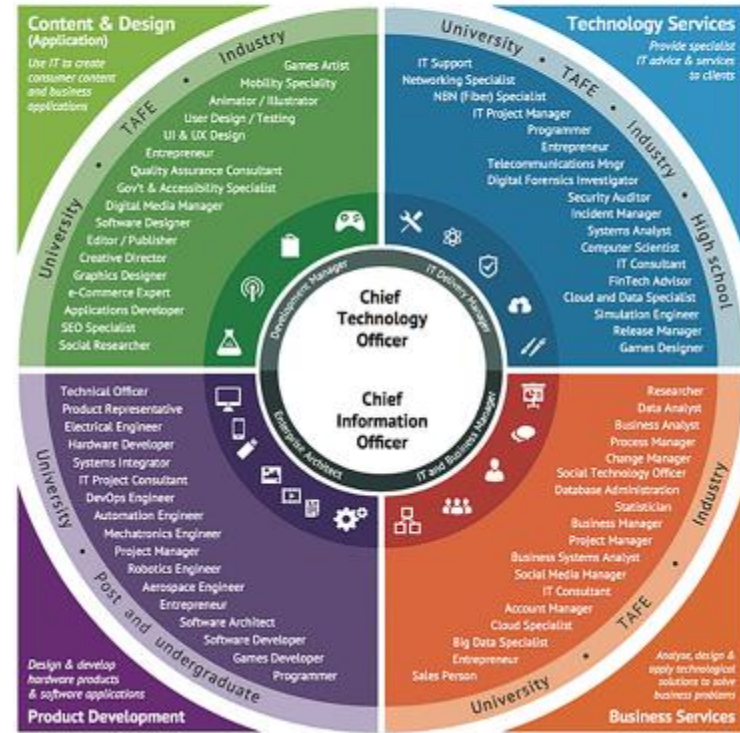 Content & Design
(Application)
Use IT to create
consumer content
and business
applications
University • TAFE • Industry
Games Artist
Mobility Speciality
Animator / Illustrator
User Design / Testing
UI & UX Design
Entrepreneur
Quality Assurance Consultant
Gov't & Accessibility Specialist
Digital Media Manager
Software Designer
Editor / Publisher
Creative Director
Graphics Designer
e-Commerce Expert
Applications Developer
SEO Specialist
Social Researcher
Technology Services
Provide specialist
IT advice & services
to clients
University • TAFE • Industry • High school
IT Support
Networking Specialist
NBN (Fiber) Specialist
IT Project Manager
Programmer
Entrepreneur
Telecommunications Mngr
Digital Forensics Investigator
Security Auditor
Incident Manager
Systems Analyst
Computer Scientist
IT Consultant
FinTech Advisor
Cloud and Data Specialist
Simulation Engineer
Release Manager
Games Designer
Development Manager
IT Delivery Manager
Chief
Technology
Officer
Chief
Information
Officer
Enterprise Architect
IT and Business Manager
Technical Officer
Product Representative
Electrical Engineer
Hardware Developer
Systems Integrator
IT Project Consultant
DevOps Engineer
Automation Engineer
Mechatronics Engineer
Project Manager
Robotics Engineer
Aerospace Engineer
Entrepreneur
Software Architect
Software Developer
Games Developer
Programmer
University • Post and undergraduate
Design & develop
hardware products
& software applications
Product Development
Researcher
Data Analyst
Business Analyst
Process Manager
Change Manager
Social Technology Officer
Database Administration
Statistician
Business Manager
Project Manager
Business Systems Analyst
Social Media Manager
IT Consultant
Account Manager
Cloud Specialist
Big Data Specialist
Entrepreneur
Sales Person
University • TAFE • Industry
Analyse, design &
apply technological
solutions to solve
business problems
Business Services